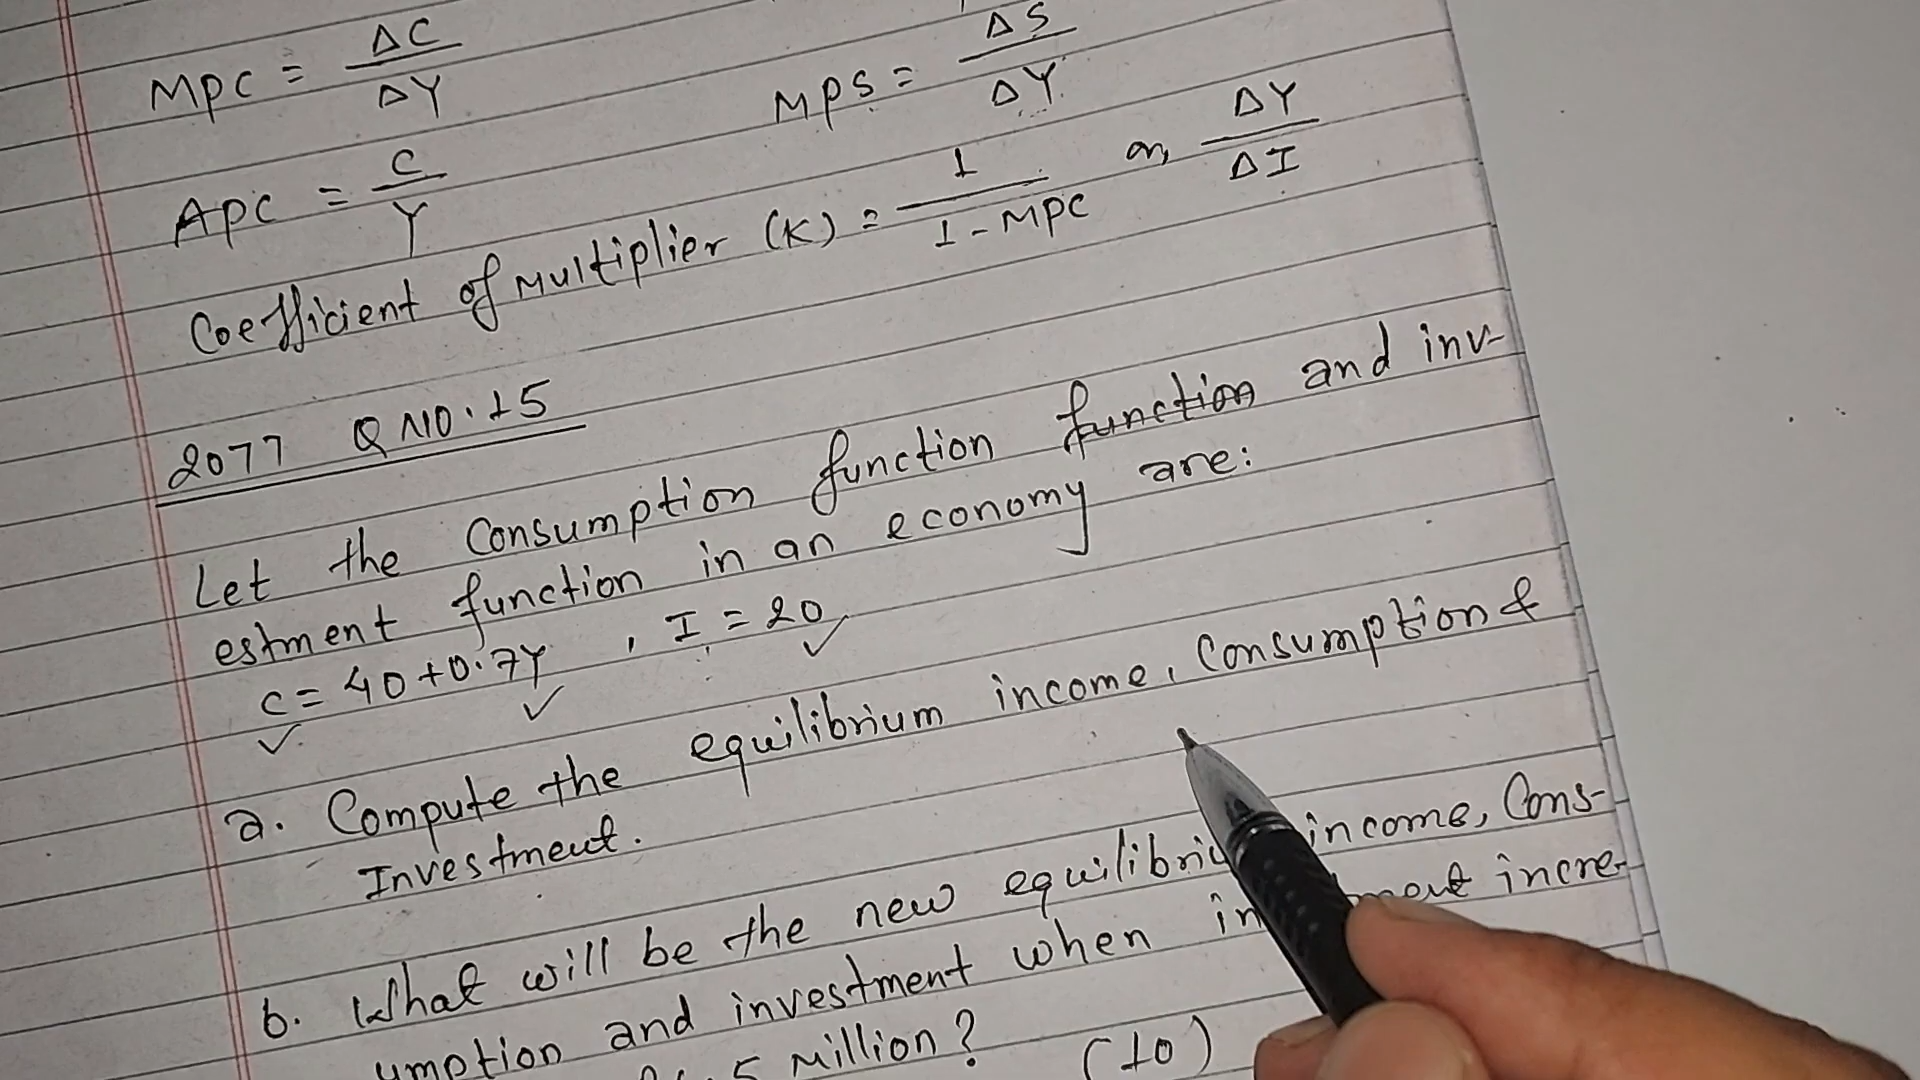 MPC = ΔC/ΔY MPS = ΔS/ΔY
APC = C/Y
Coefficient of Multiplier (K) = 1/1-MPC or, ΔY/ΔI
2077 Q NO. 15
Let the Consumption function function and inv-
estment function in an economy are:
C = 40+0.7Y , I = 20
a. Compute the equilibrium income, Consumption &
Investment.
b. What will be the new income, Cons-
umption and investment when incre-
5 Million? (10)